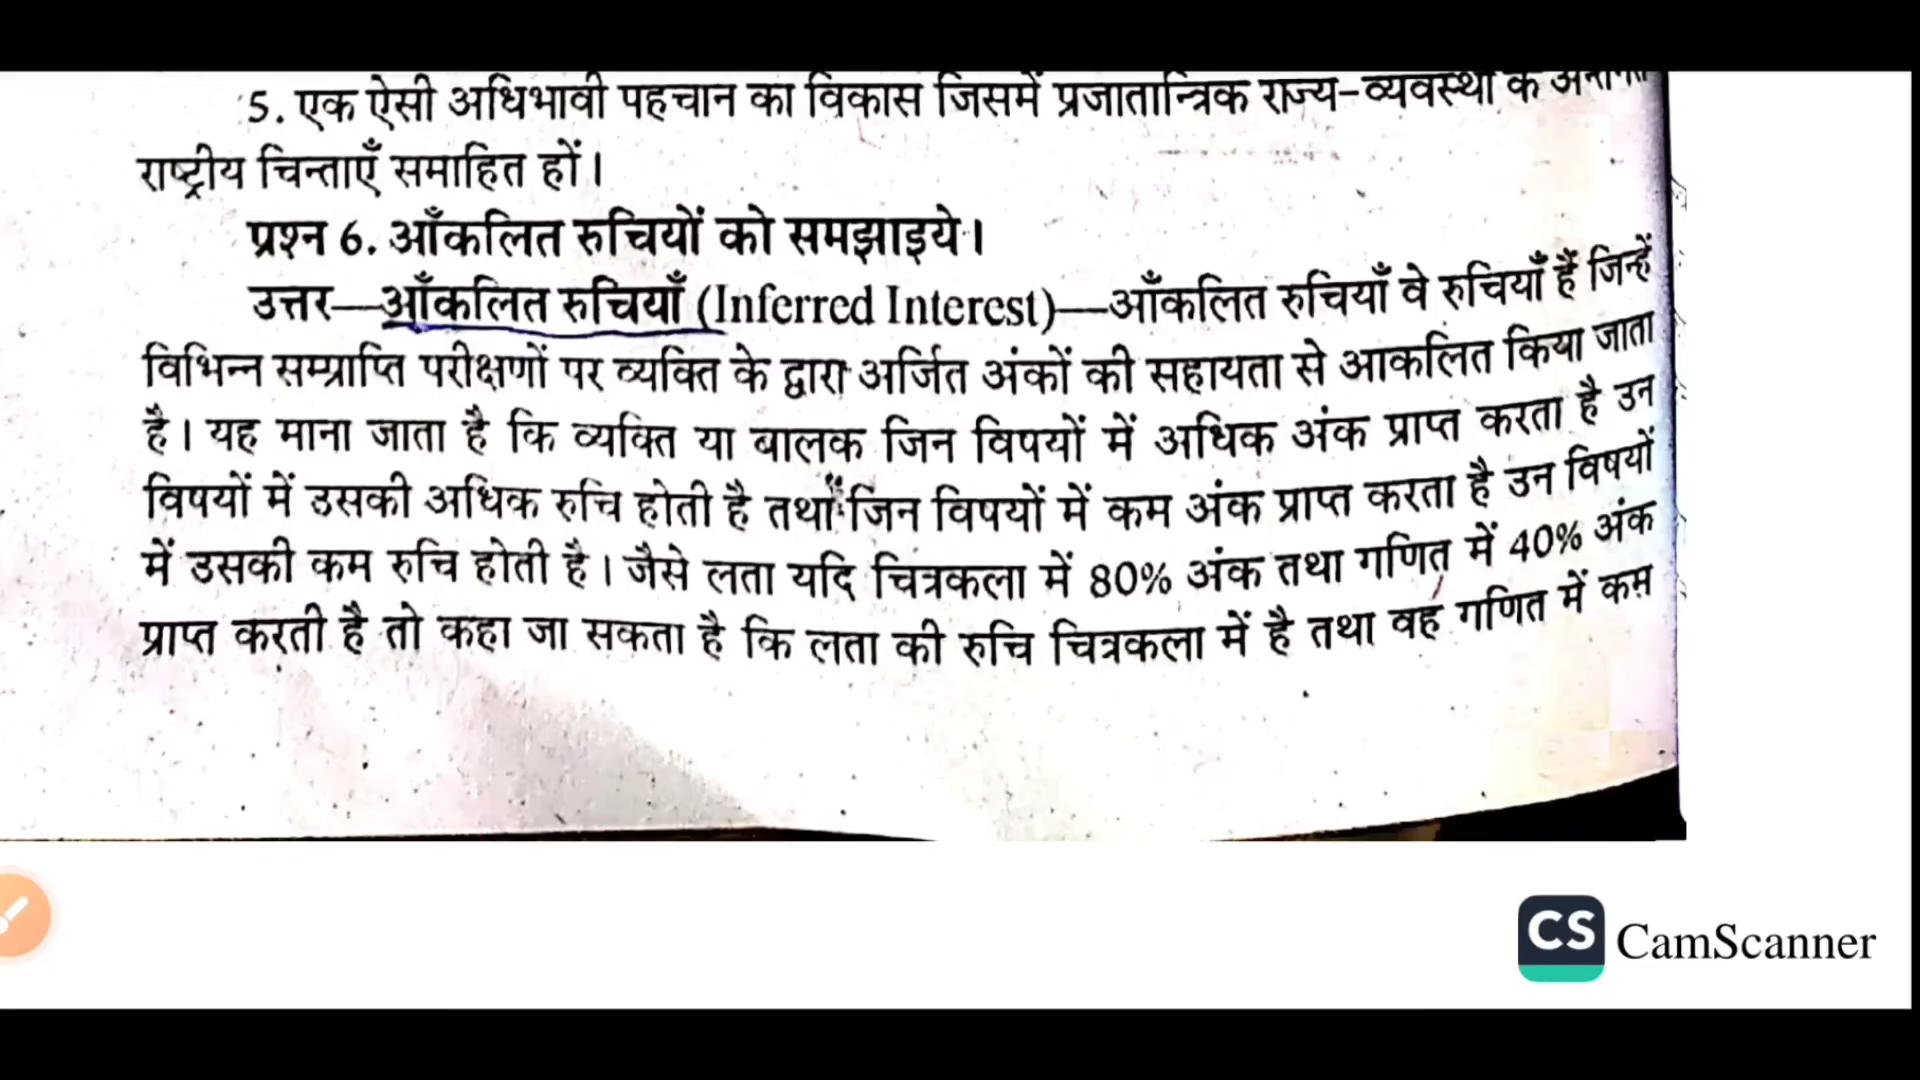 5. एक ऐसी अधिभावी पहचान का विकास जिसमें प्रजातान्त्रिक राज्य-व्यवस्था के
राष्ट्रीय चिन्ताएँ समाहित हों।
प्रश्न 6. आँकलित रुचियों को समझाइये।
उत्तर—आँकलित रुचियाँ (Inferred Interest)—आँकलित रुचियाँ वे रुचियाँ हैं जिन्हें
विभिन्न सम्प्राप्ति परीक्षणों पर व्यक्ति के द्वारा अर्जित अंकों की सहायता से आकलित किया जाता
है। यह माना जाता है कि व्यक्ति या बालक जिन विषयों में अधिक अंक प्राप्त करता है उन
विषयों में उसकी अधिक रुचि होती है तथा जिन विषयों में कम अंक प्राप्त करता है उन विषयों
में उसकी कम रुचि होती है। जैसे लता यदि चित्रकला में 80% अंक तथा गणित में 40% अंक
प्राप्त करती है तो कहा जा सकता है कि लता की रुचि चित्रकला में है तथा वह गणित में कम
CS CamScanner